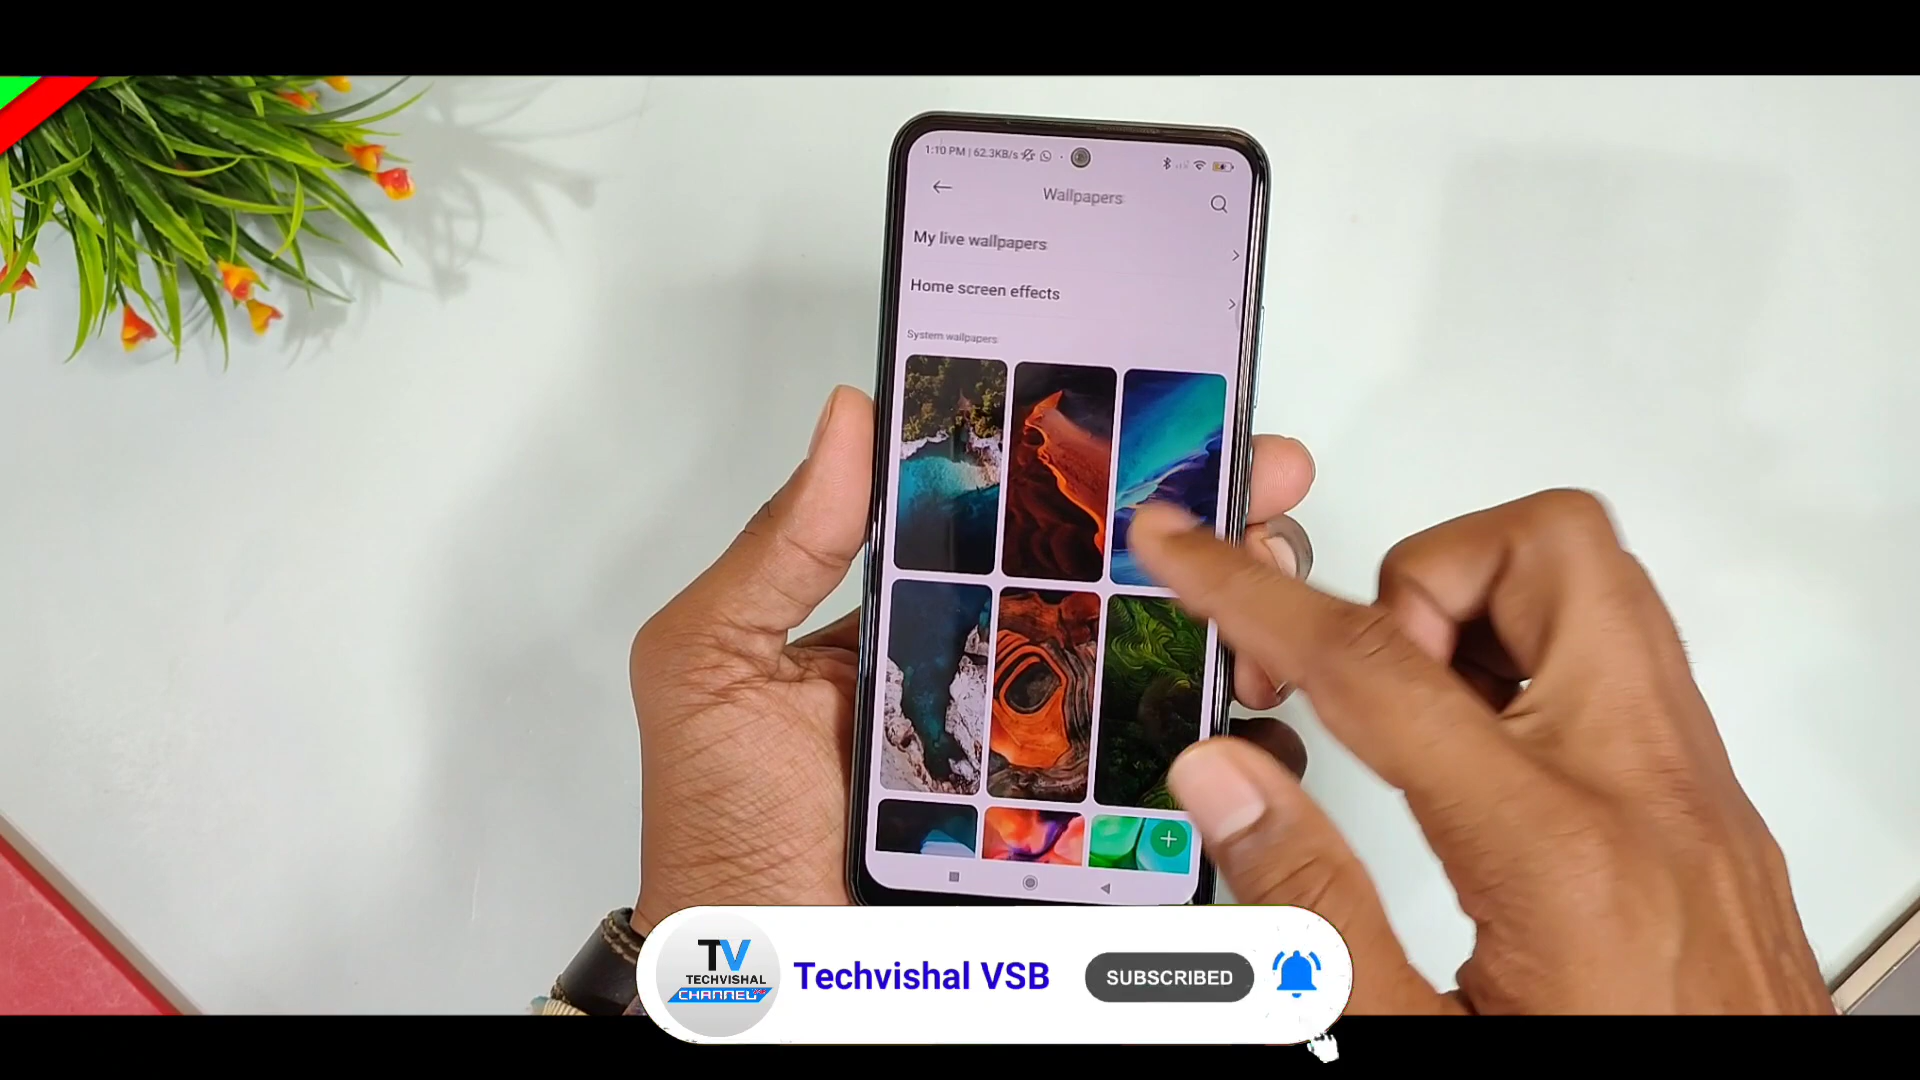 1:10 PM | 62.3KB/s
Wallpapers
My live wallpapers
Home screen effects
System wallpapers
TV
TECHVISHAL
CHANNEL
Techvishal VSB
SUBSCRIBED